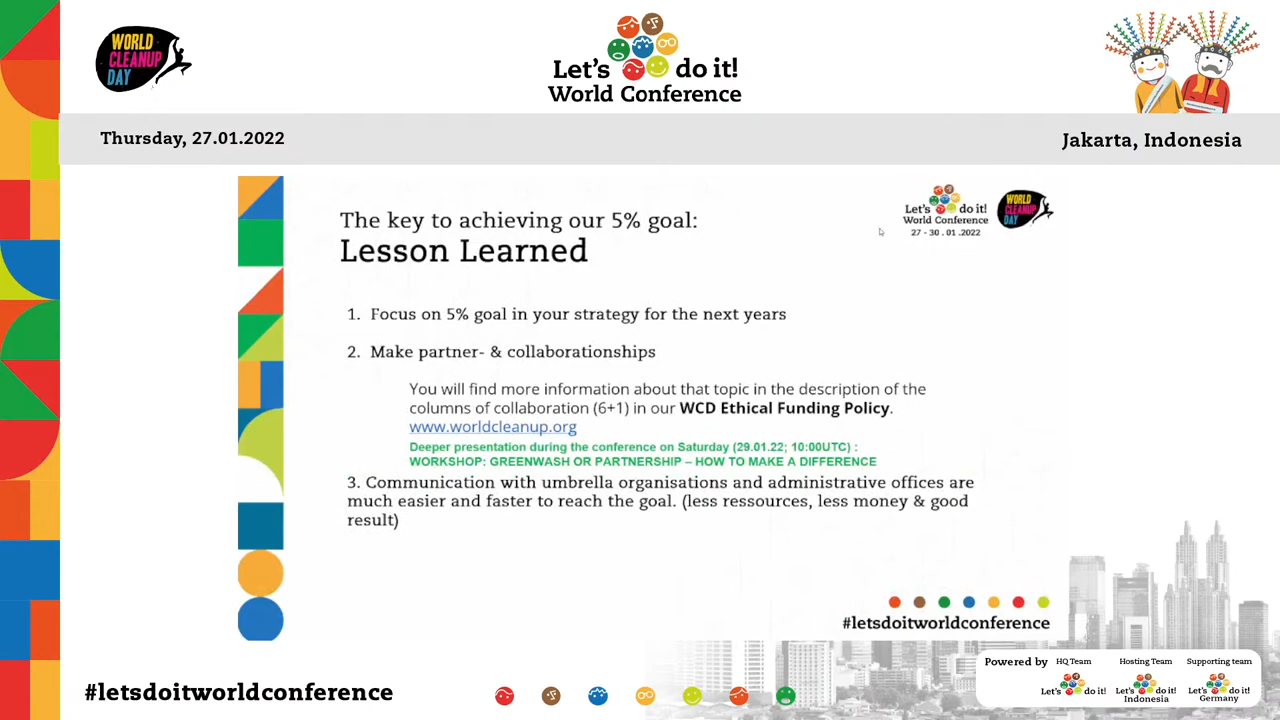 WORLD
CLEANUP
DAY
Let's do it!
World Conference
Thursday, 27.01.2022
Jakarta, Indonesia
The key to achieving our 5% goal:
Lesson Learned
Let's do it!
World Conference
27 - 30 . 01 .2022
WORLD
CLEANUP
DAY
1. Focus on 5% goal in your strategy for the next years
2. Make partner- & collaborationships
You will find more information about that topic in the description of the
columns of collaboration (6+1) in our WCD Ethical Funding Policy.
www.worldcleanup.org
Deeper presentation during the conference on Saturday (29.01.22; 10:00UTC) :
WORKSHOP: GREENWASH OR PARTNERSHIP – HOW TO MAKE A DIFFERENCE
3. Communication with umbrella organisations and administrative offices are
much easier and faster to reach the goal. (less ressources, less money & good
result)
#letsdoitworldconference
#letsdoitworldconference
Powered by
HQ Team
Let's do it!
Hosting Team
Let's do it!
Indonesia
Supporting team
Let's do it!
Germany